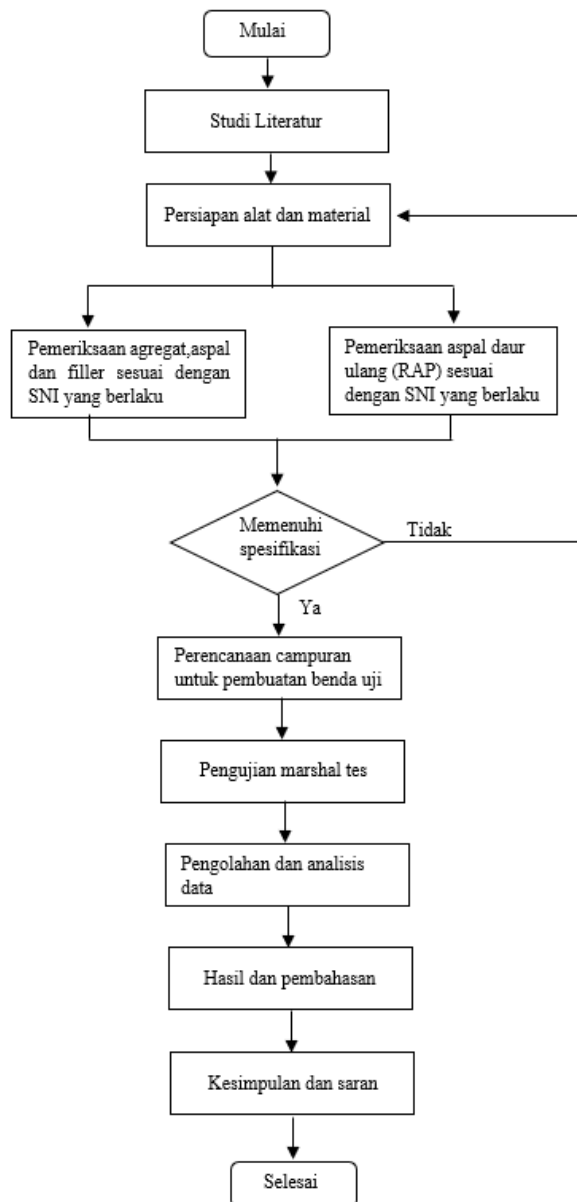 Mulai
Studi Literatur
Persiapan alat dan material
Pemeriksaan agregat,aspal
dan filler sesuai dengan
SNI yang berlaku
Pemeriksaan aspal daur
ulang (RAP) sesuai
dengan SNI yang berlaku
Memenuhi
spesifikasi
Tidak
Ya
Perencanaan campuran
untuk pembuatan benda uji
Pengujian marshal tes
Pengolahan dan analisis
data
Hasil dan pembahasan
Kesimpulan dan saran
Selesai